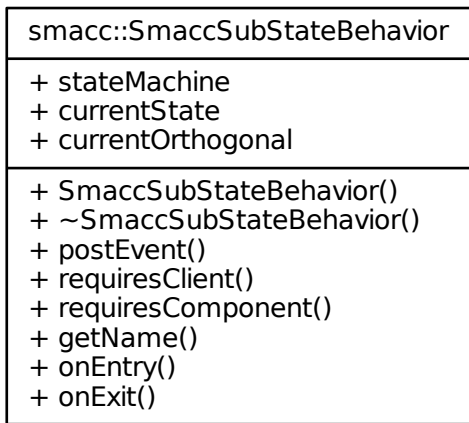 smacc::SmaccSubStateBehavior
+ stateMachine
+ currentState
+ currentOrthogonal
+ SmaccSubStateBehavior()
+ ~SmaccSubStateBehavior()
+ postEvent()
+ requiresClient()
+ requiresComponent()
+ getName()
+ onEntry()
+ onExit()